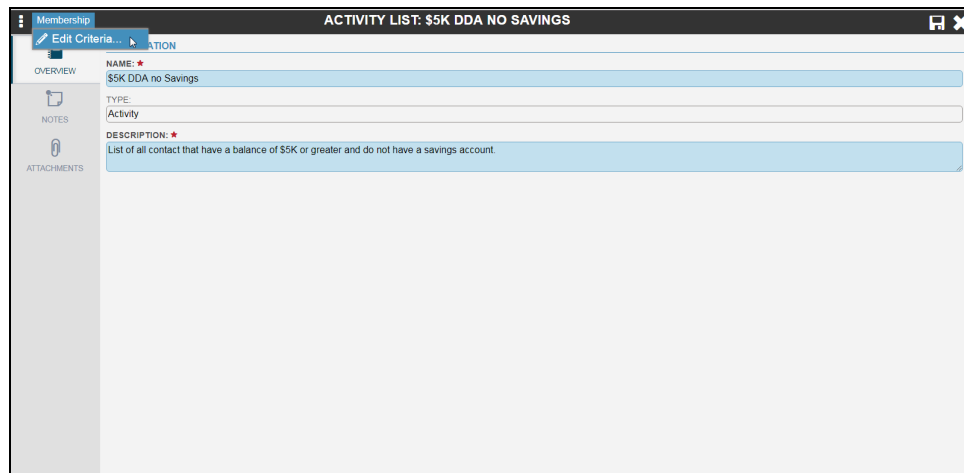 Membership
ACTIVITY LIST: $5K DDA NO SAVINGS
Edit Criteria...
ATION
OVERVIEW
NAME: ★
$5K DDA no Savings
NOTES
TYPE:
Activity
DESCRIPTION: ★
List of all contact that have a balance of $5K or greater and do not have a savings account.
ATTACHMENTS